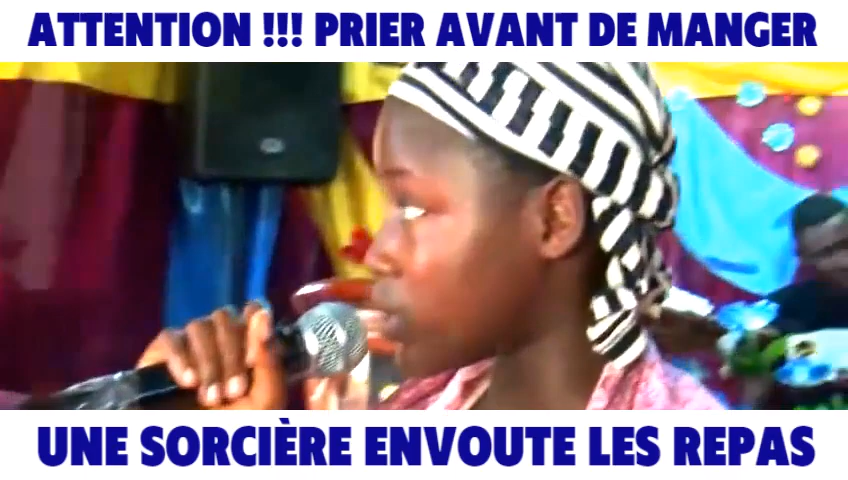 ATTENTION !!! PRIER AVANT DE MANGER
UNE SORCIÈRE ENVOUTE LES REPAS